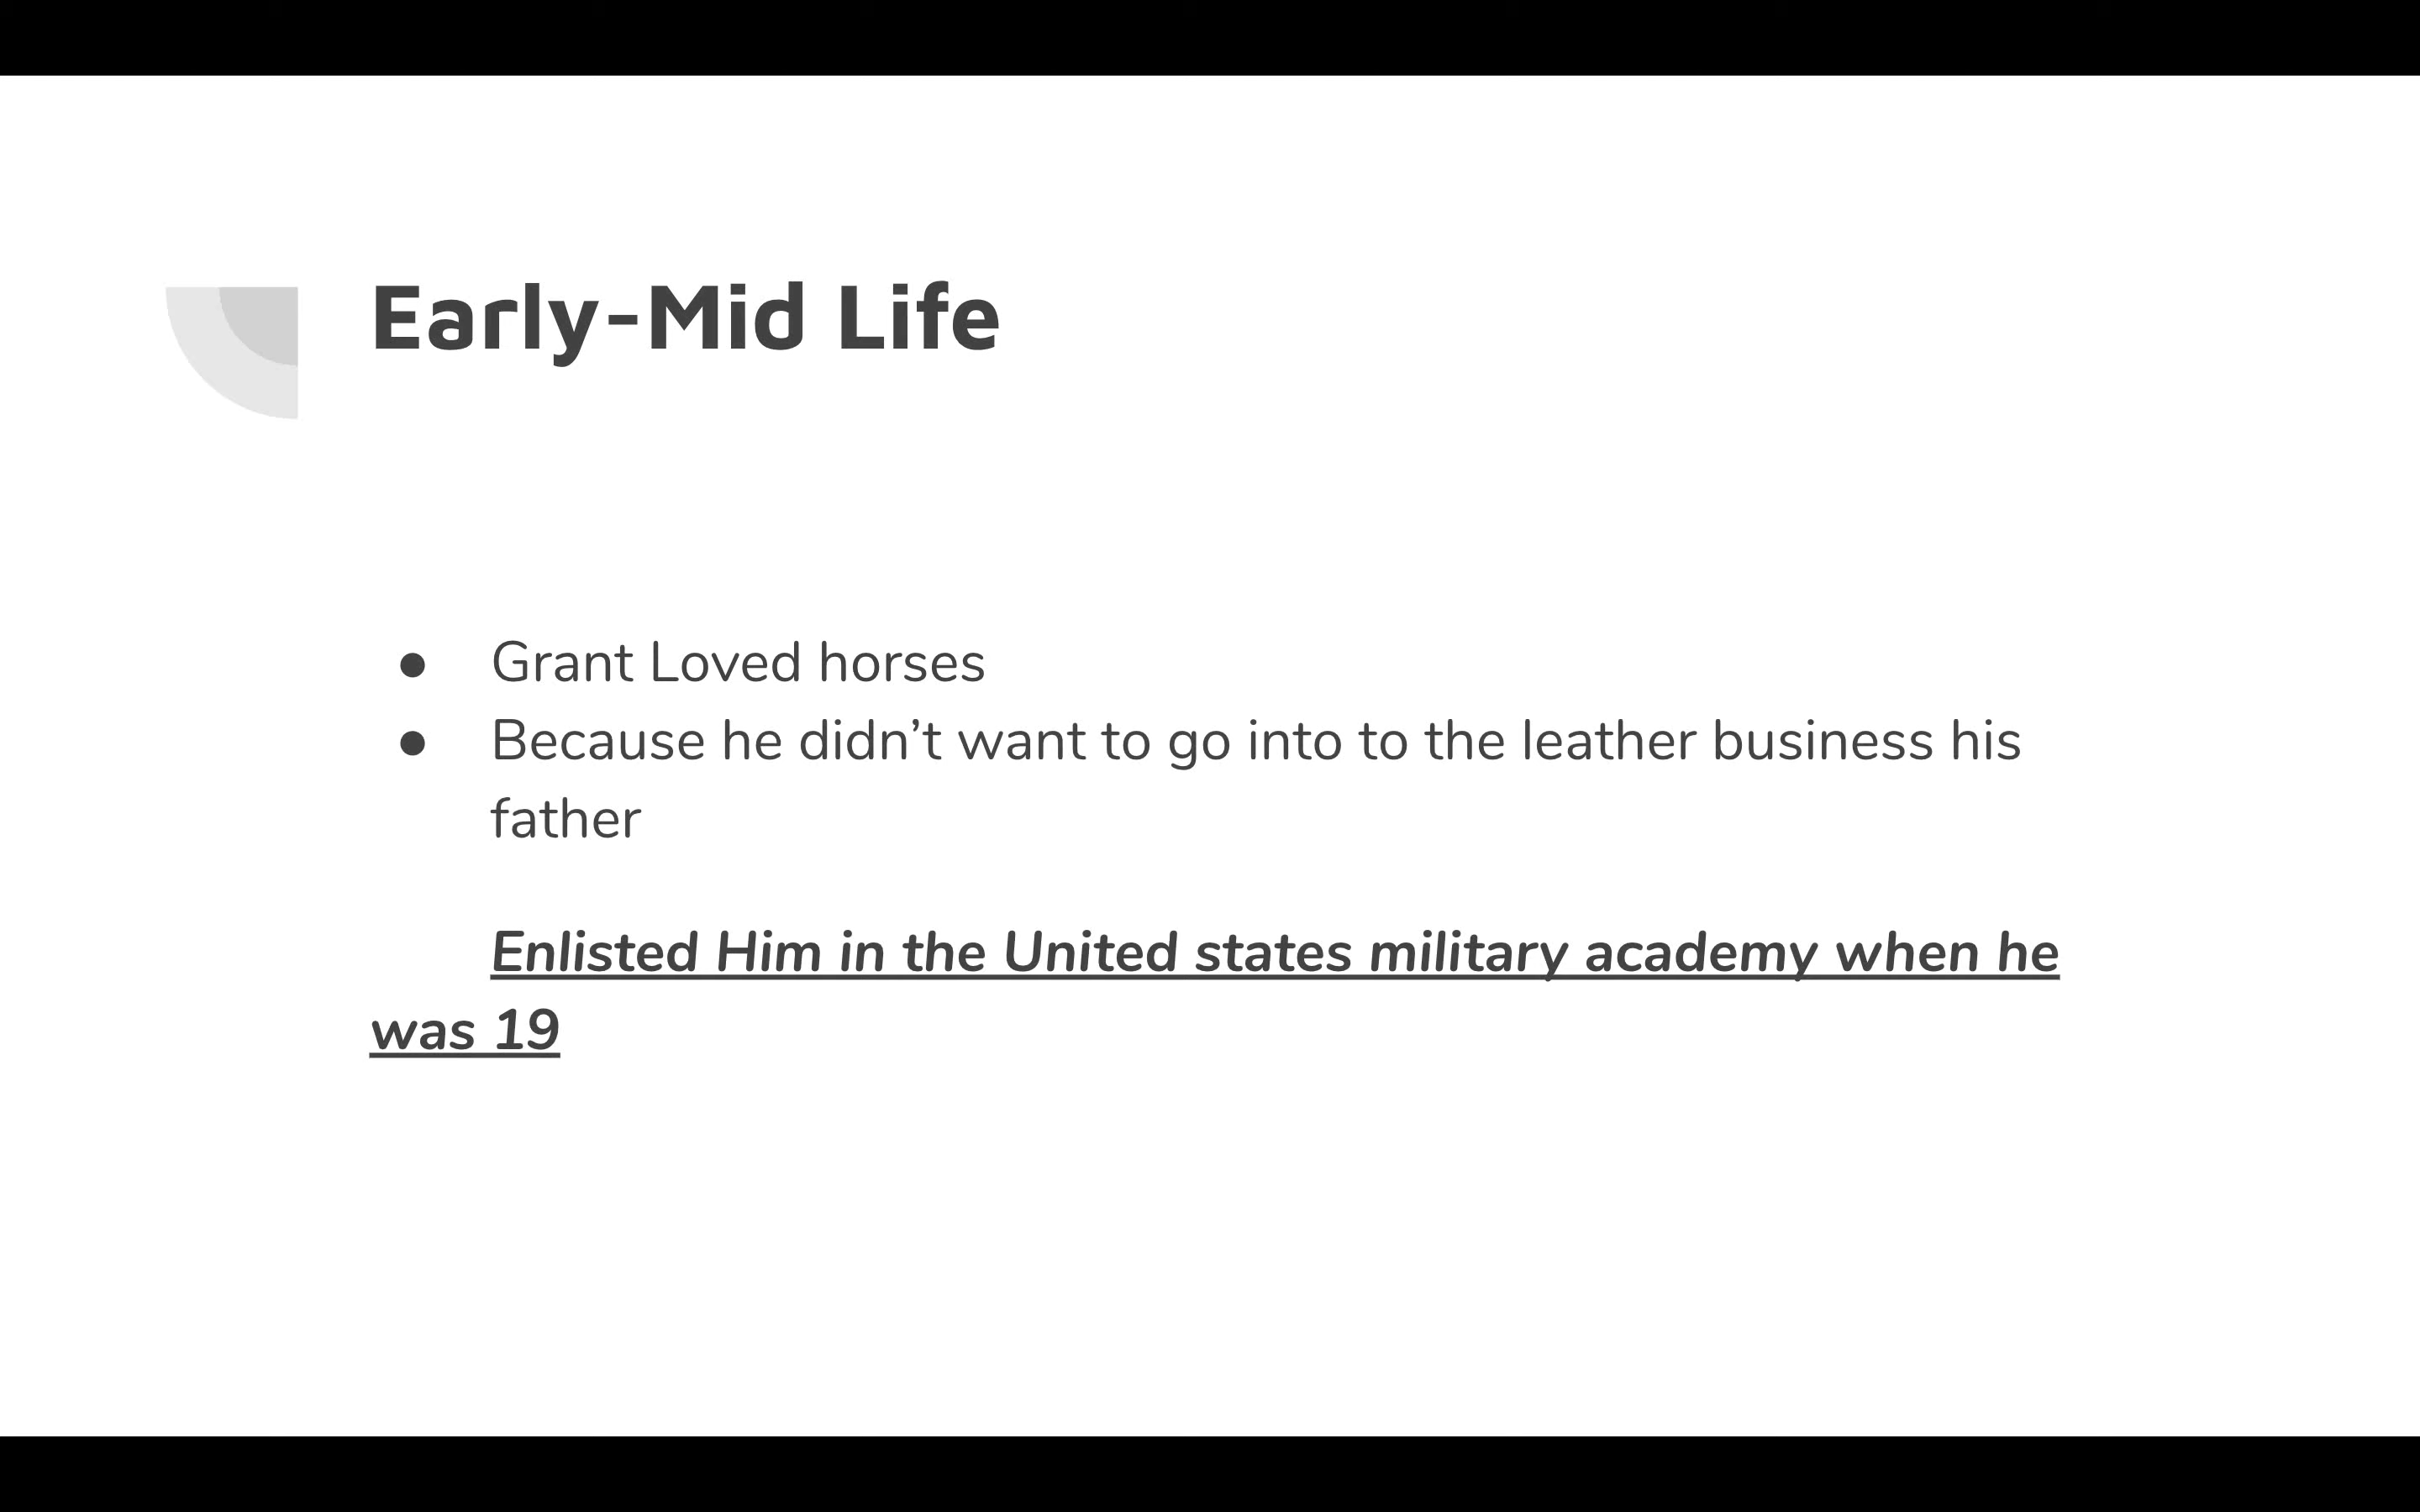 Early-Mid Life
● Grant Loved horses
● Because he didn’t want to go into to the leather business his
father
Enlisted Him in the United states military academy when he
was 19